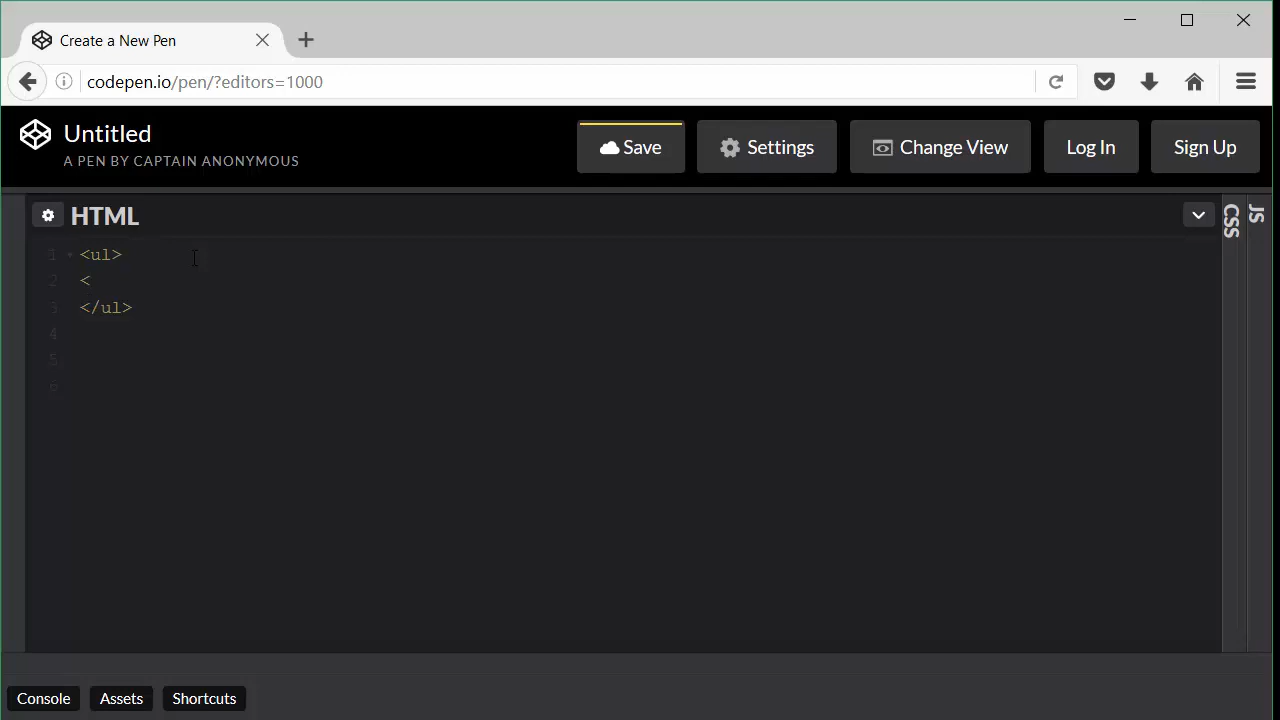 Create a New Pen
codepen.io/pen/?editors=1000
Untitled
A PEN BY CAPTAIN ANONYMOUS
Save
Settings
Change View
Log In
Sign Up
HTML
CSS
JS
1 <ul>
2 <
3 </ul>
4
5
6
Console
Assets
Shortcuts